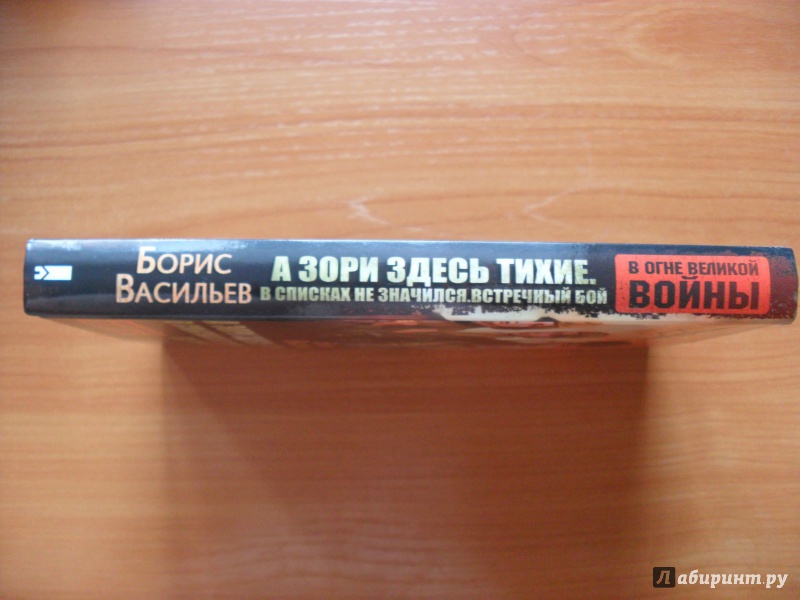 Борис
Васильев
А ЗОРИ ЗДЕСЬ ТИХИЕ.
В СПИСКАХ НЕ ЗНАЧИЛСЯ.ВСТРЕЧНЫЙ БОЙ
В ОГНЕ ВЕЛИКОЙ
ВОЙНЫ
Лабиринт.ру